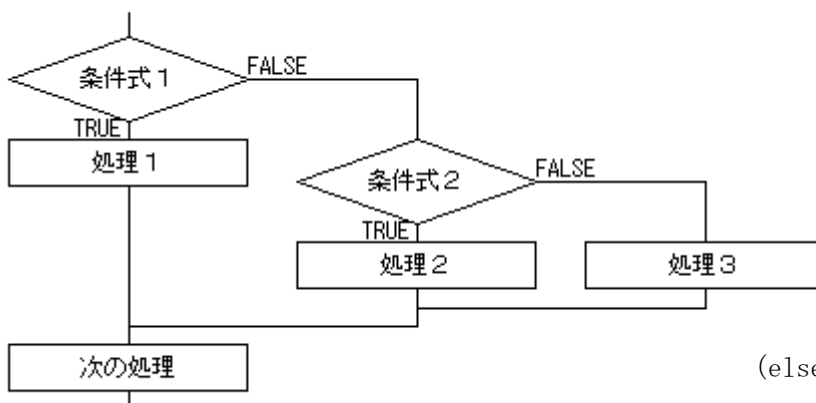 条件式１
FALSE
TRUE
処理１
条件式２
FALSE
TRUE
処理２
処理３
次の処理
(else